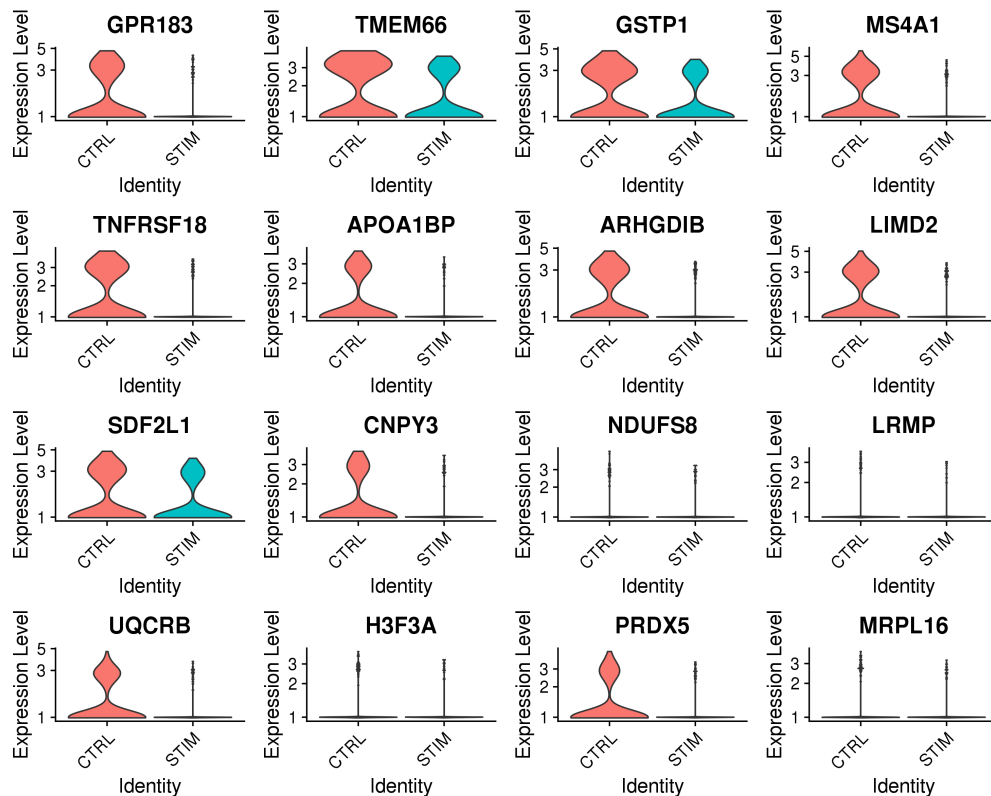 GPR183 TMEM66 GSTP1 MS4A1
Expression Level 5 3 1 Expression Level 3 2 1 Expression Level 5 3 1 Expression Level 5 3 1
CTRL STIM CTRL STIM CTRL STIM CTRL STIM
Identity Identity Identity Identity
TNFRSF18 APOA1BP ARHGDIB LIMD2
Expression Level 3 2 1 Expression Level 3 2 1 Expression Level 5 3 1 Expression Level 5 3 1
CTRL STIM CTRL STIM CTRL STIM CTRL STIM
Identity Identity Identity Identity
SDF2L1 CNPY3 NDUFS8 LRMP
Expression Level 5 3 1 Expression Level 3 2 1 Expression Level 3 2 1 Expression Level 3 2 1
CTRL STIM CTRL STIM CTRL STIM CTRL STIM
Identity Identity Identity Identity
UQCRB H3F3A PRDX5 MRPL16
Expression Level 5 3 1 Expression Level 3 2 1 Expression Level 3 2 1 Expression Level 3 2 1
CTRL STIM CTRL STIM CTRL STIM CTRL STIM
Identity Identity Identity Identity